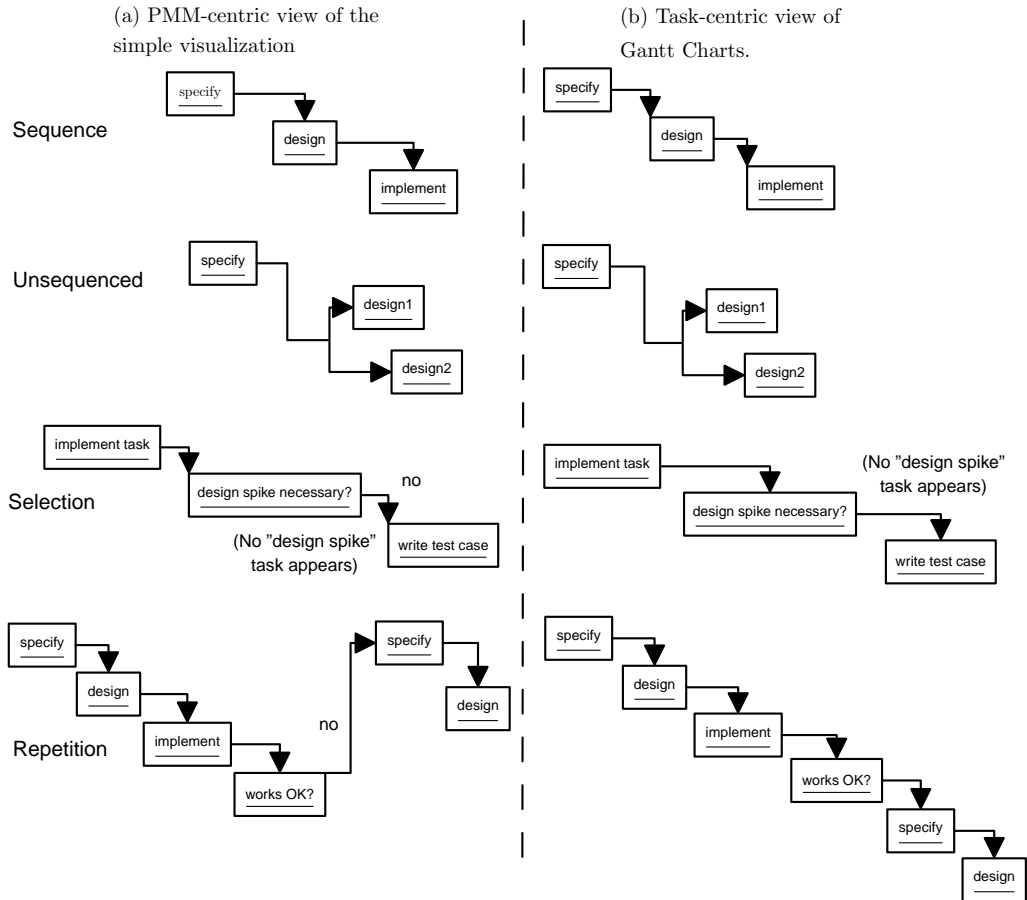 (a) PMM-centric view of the
simple visualization
(b) Task-centric view of
Gantt Charts.
Sequence
specify
design
implement
specify
design
implement
Unsequenced
specify
design1
design2
specify
design1
design2
Selection
implement task
design spike necessary?
no
(No ”design spike”
task appears)
write test case
implement task
design spike necessary?
(No ”design spike”
task appears)
write test case
Repetition
specify
design
implement
works OK?
no
specify
design
specify
design
implement
works OK?
specify
design